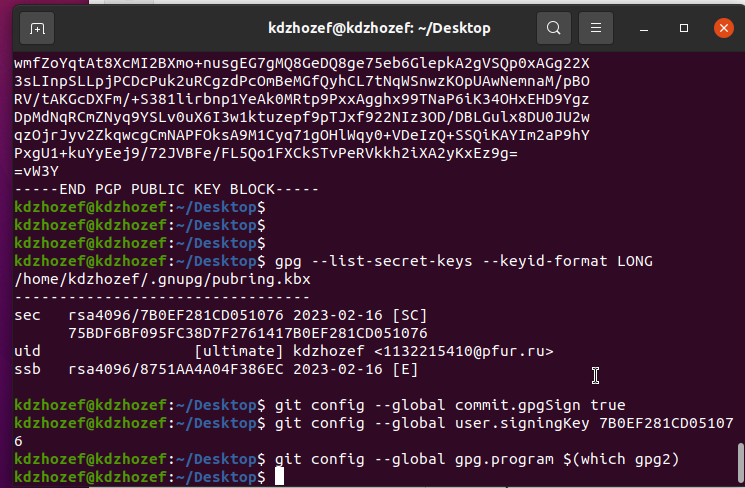 kdzhozef@kdzhozef: ~/Desktop
wmfZoYqtAt8XcMI2BXmo+nusgEG7gMQ8GeDQ8ge75eb6GlepkA2gVSQp0xAGg22X
3sLInpSLLpjPCDcPuk2uRCgzdPcOmBeMGfQyhCL7tNqWSnwzKOpUAwNemnaM/pBO
RV/tAKGcDXFm/+S381lirbnp1YeAk0MRtp9PxxAgghx99TNaP6iK34OHxEHD9Ygz
DpMdNqRCmZNyq9YSLv0uX6I3w1ktuzepf9pTJxf922NIz3OD/DBLGulx8DU0JU2w
qzOjrJyv2ZkqwcgCmNAPFOksA9M1Cyq71gOHlWqy0+VDeIzQ+SSQiKAYIm2aP9hY
PxgU1+kuYyEej9/72JVBFe/FL5Qo1FXCkSTvPeRVkkh2iXA2yKxEz9g=
=vW3Y
-----END PGP PUBLIC KEY BLOCK-----
kdzhozef@kdzhozef:~/Desktop$
kdzhozef@kdzhozef:~/Desktop$
kdzhozef@kdzhozef:~/Desktop$
kdzhozef@kdzhozef:~/Desktop$ gpg --list-secret-keys --keyid-format LONG
/home/kdzhozef/.gnupg/pubring.kbx
---------------------------------
sec   rsa4096/7B0EF281CD051076 2023-02-16 [SC]
      75BDF6BF095FC38D7F2761417B0EF281CD051076
uid                 [ultimate] kdzhozef <1132215410@pfur.ru>
ssb   rsa4096/8751AA4A04F386EC 2023-02-16 [E]
kdzhozef@kdzhozef:~/Desktop$ git config --global commit.gpgSign true
kdzhozef@kdzhozef:~/Desktop$ git config --global user.signingKey 7B0EF281CD05107
6
kdzhozef@kdzhozef:~/Desktop$ git config --global gpg.program $(which gpg2)
kdzhozef@kdzhozef:~/Desktop$